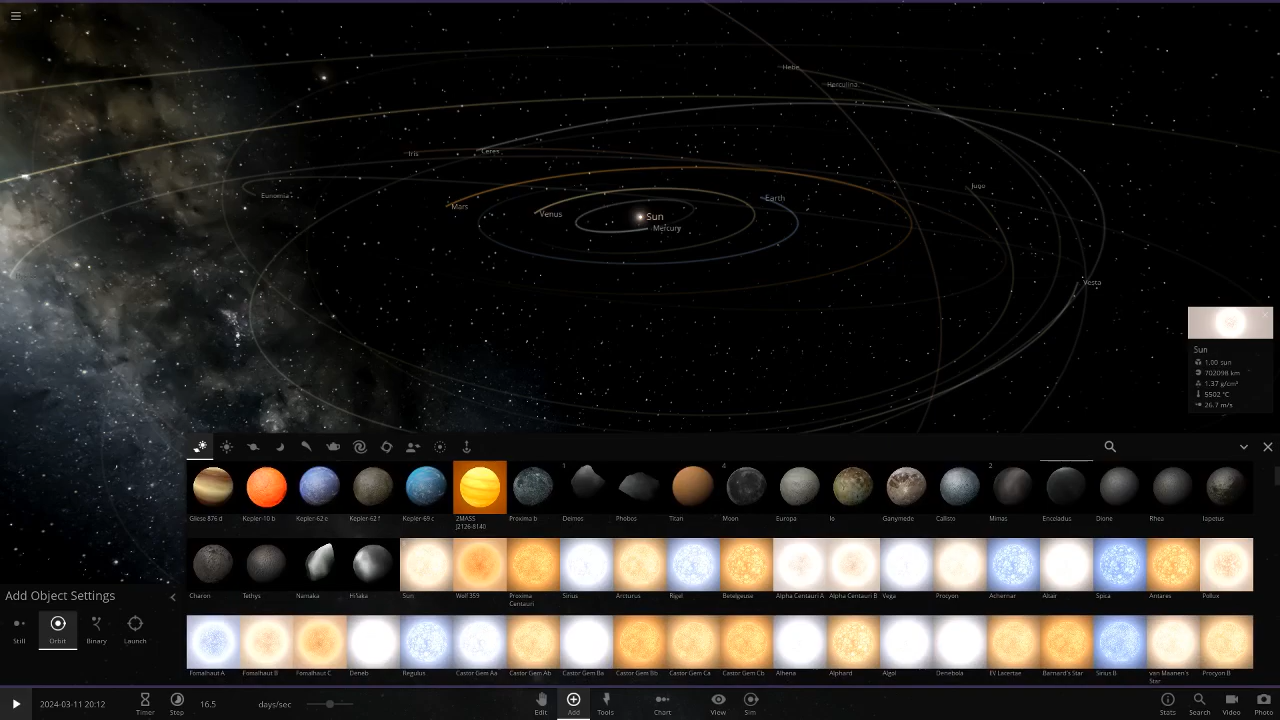 Hebe
Herculina
Iris
Ceres
Eunomia
Juno
Mars
Venus
Earth
Sun
Mercury
Vesta
Sun
1.00 sun
702098 km
1.37 g/cm³
5502 °C
26.7 m/s
Gliese 876 d
Kepler-10 b
Kepler-62 e
Kepler-62 f
Kepler-69 c
2MASS
J2126-8140
Proxima b
1
Deimos
Phobos
Titan
4
Moon
Europa
Io
Ganymede
Callisto
2
Mimas
Enceladus
Dione
Rhea
Iapetus
Charon
Tethys
Namaka
Hi'iaka
Sun
Wolf 359
Proxima
Centauri
Sirius
Arcturus
Rigel
Betelgeuse
Alpha Centauri A
Alpha Centauri B
Vega
Procyon
Achernar
Altair
Spica
Antares
Pollux
Fomalhaut A
Fomalhaut B
Fomalhaut C
Deneb
Regulus
Castor Gem Aa
Castor Gem Ab
Castor Gem Ba
Castor Gem Bb
Castor Gem Ca
Castor Gem Cb
Alhena
Alphard
Algol
Denebola
EV Lacertae
Barnard's Star
Sirius B
van Maanen's
Star
Procyon B
Add Object Settings
Still
Orbit
Binary
Launch
2024-03-11 20:12
Timer
Step
16.5
days/sec
Edit
Add
Tools
Chart
View
Sim
Stats
Search
Video
Photo